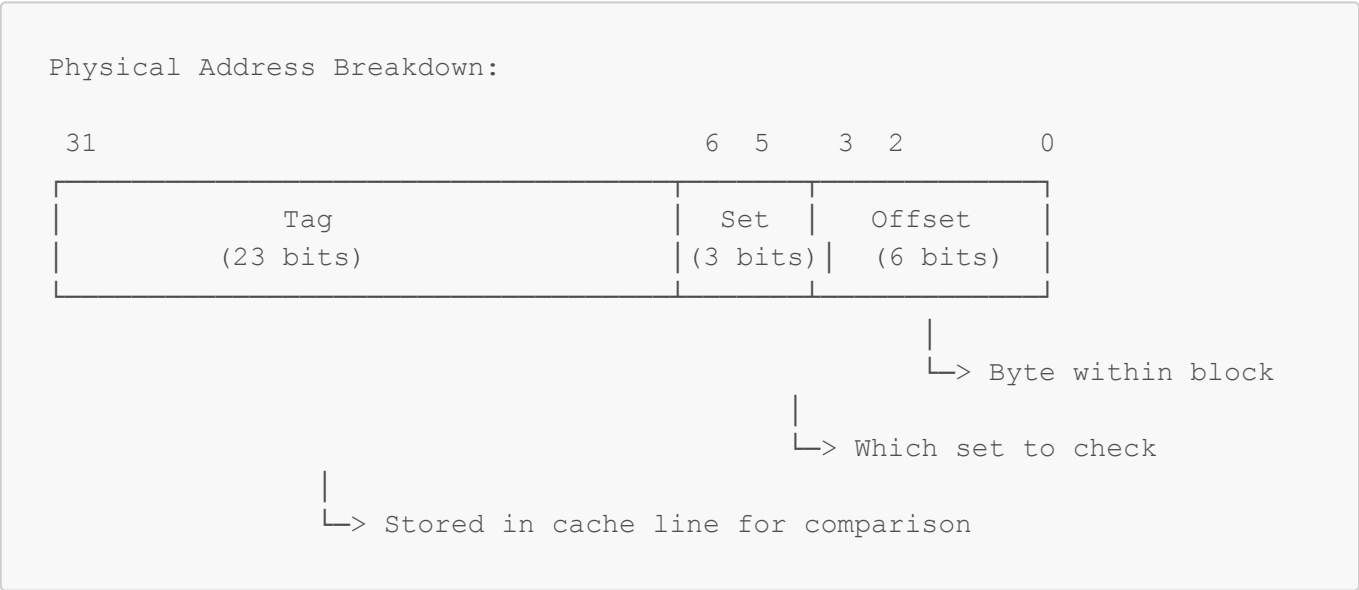 Physical Address Breakdown:
31 6 5 3 2 0
Tag Set Offset
(23 bits) (3 bits) (6 bits)
└─> Byte within block
└─> Which set to check
└─> Stored in cache line for comparison